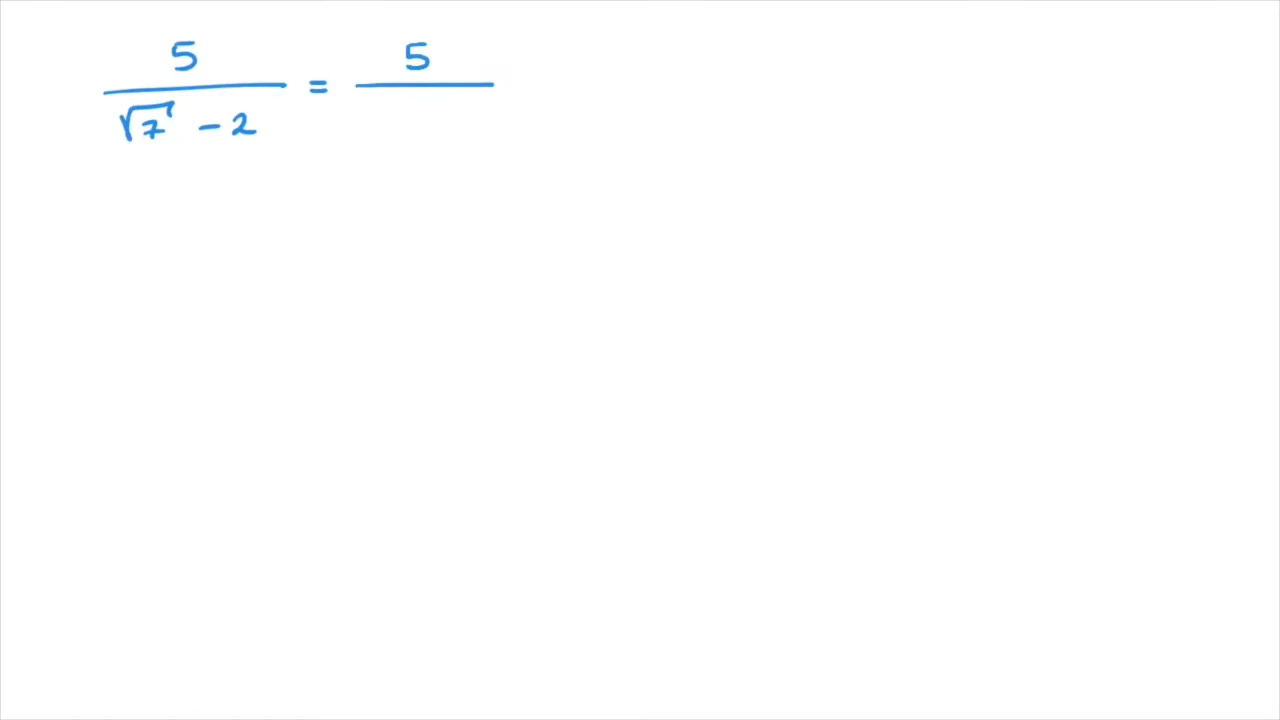 5/(√7 - 2) = 5/